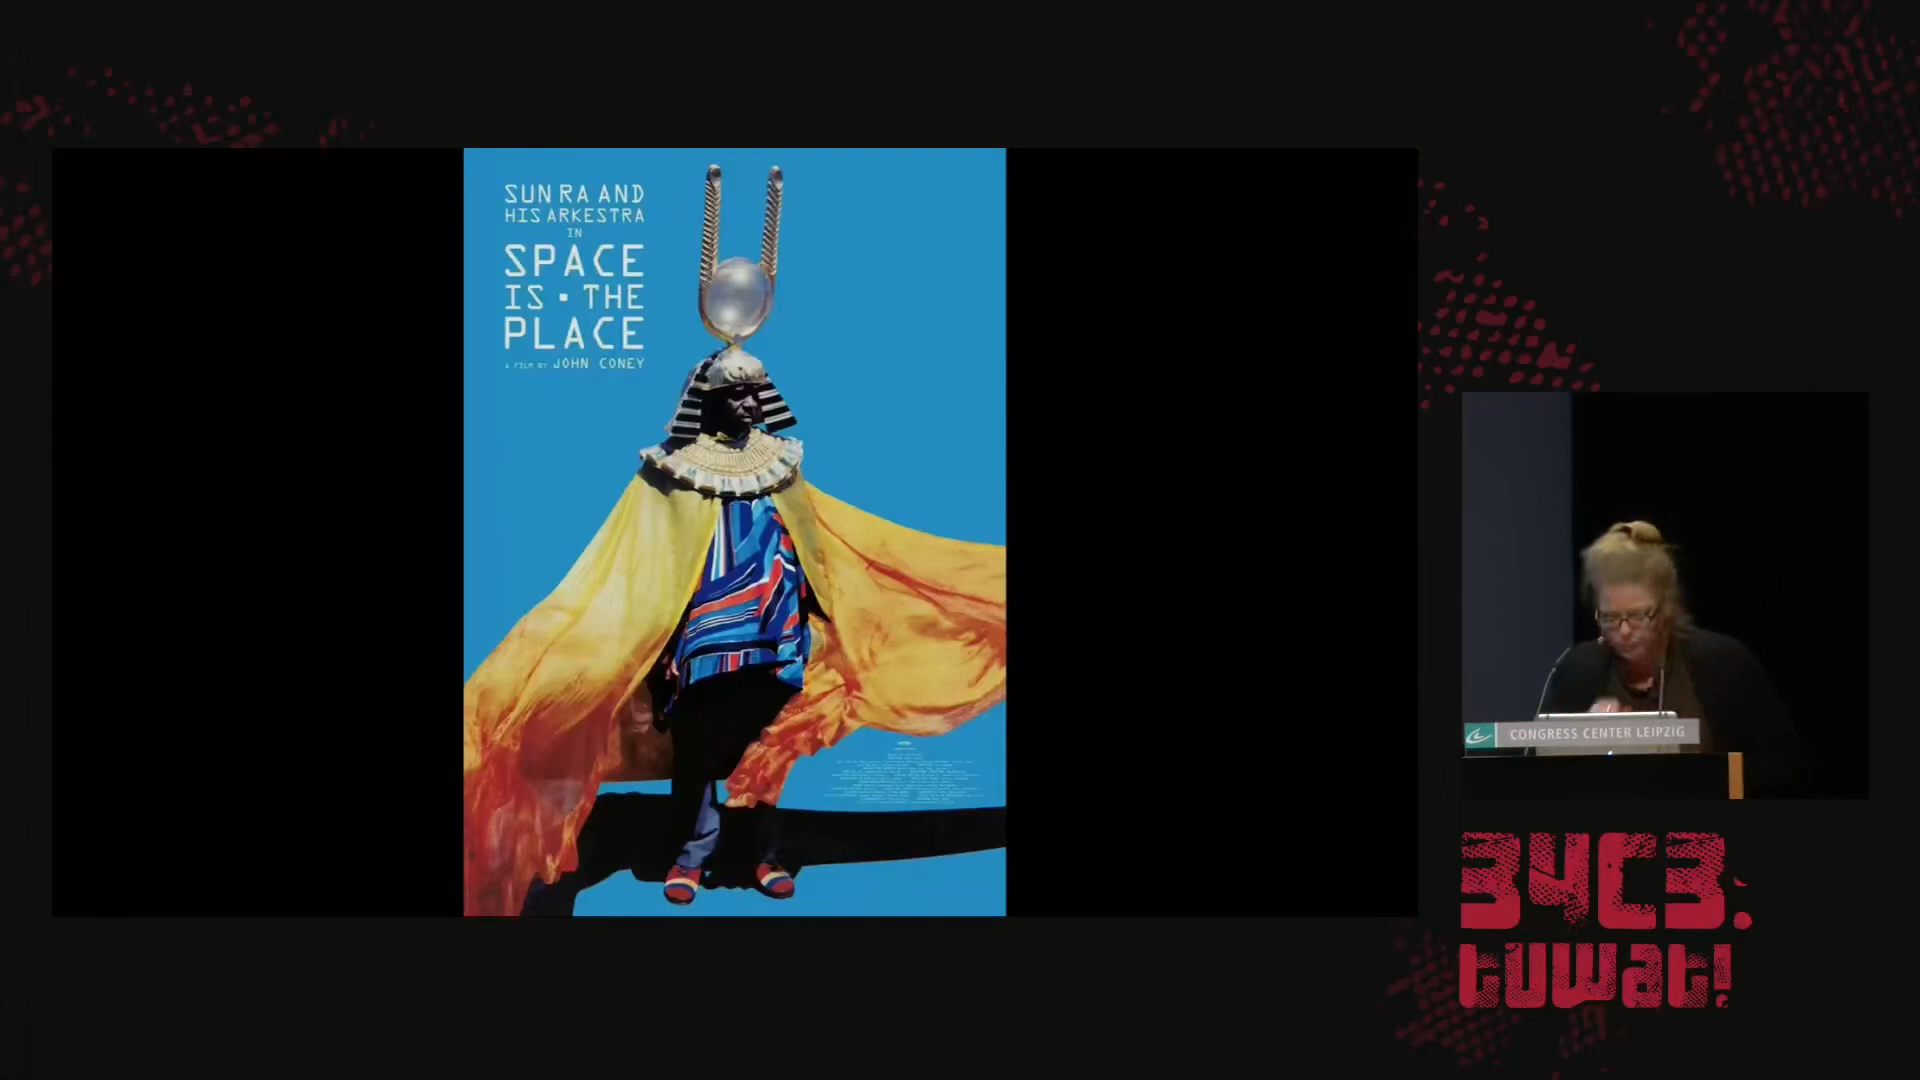 SUN RA AND
HIS ARKESTRA
IN
SPACE
IS · THE
PLACE
A FILM BY JOHN CONEY
CONGRESS CENTER LEIPZIG
34C3.
tuwat!